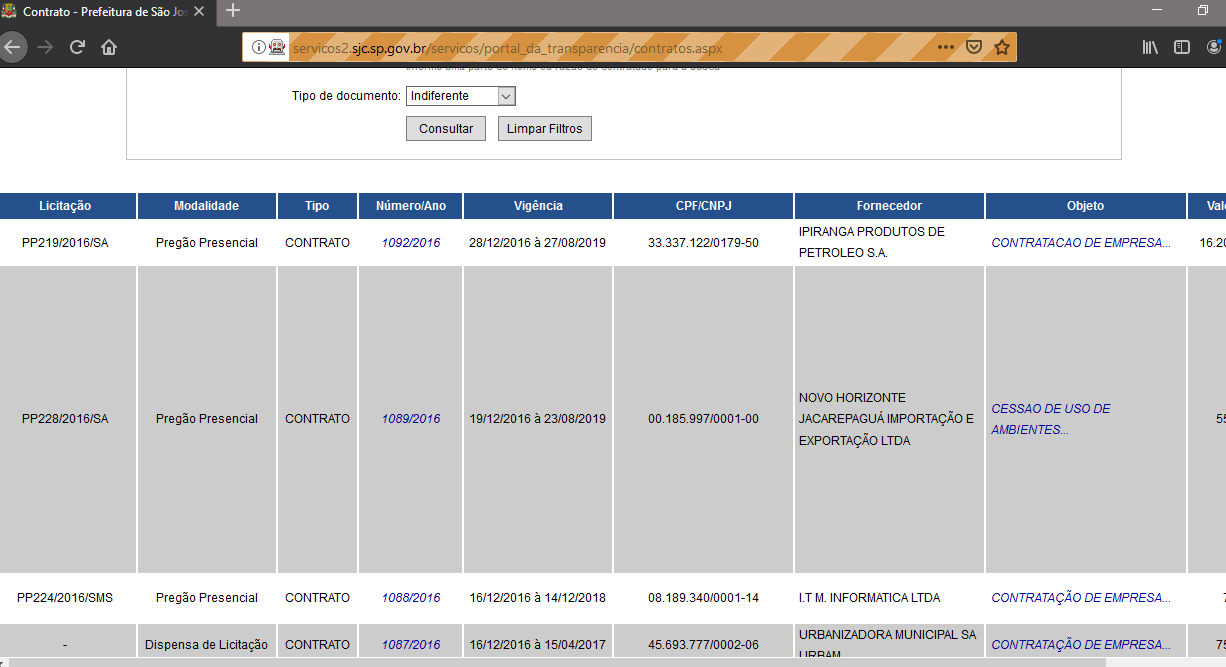 Contrato - Prefeitura de São Jos
servicos2.sjc.sp.gov.br/servicos/portal_da_transparencia/contratos.aspx
Tipo de documento: Indiferente
Consultar Limpar Filtros
Licitação Modalidade Tipo Número/Ano Vigência CPF/CNPJ Fornecedor Objeto
PP219/2016/SA Pregão Presencial CONTRATO 1092/2016 28/12/2016 à 27/08/2019 33.337.122/0179-50 IPIRANGA PRODUTOS DE
PETROLEO S.A. CONTRATACAO DE EMPRESA... 16.20
PP228/2016/SA Pregão Presencial CONTRATO 1089/2016 19/12/2016 à 23/08/2019 00.185.997/0001-00 NOVO HORIZONTE
JACAREPAGUÁ IMPORTAÇÃO E
EXPORTAÇÃO LTDA CESSAO DE USO DE
AMBIENTES... 55
PP224/2016/SMS Pregão Presencial CONTRATO 1088/2016 16/12/2016 à 14/12/2018 08.189.340/0001-14 I.T M. INFORMATICA LTDA CONTRATAÇÃO DE EMPRESA...
- Dispensa de Licitação CONTRATO 1087/2016 16/12/2016 à 15/04/2017 45.693.777/0002-06 URBANIZADORA MUNICIPAL SA
URBAM CONTRATAÇÃO DE EMPRESA... 75